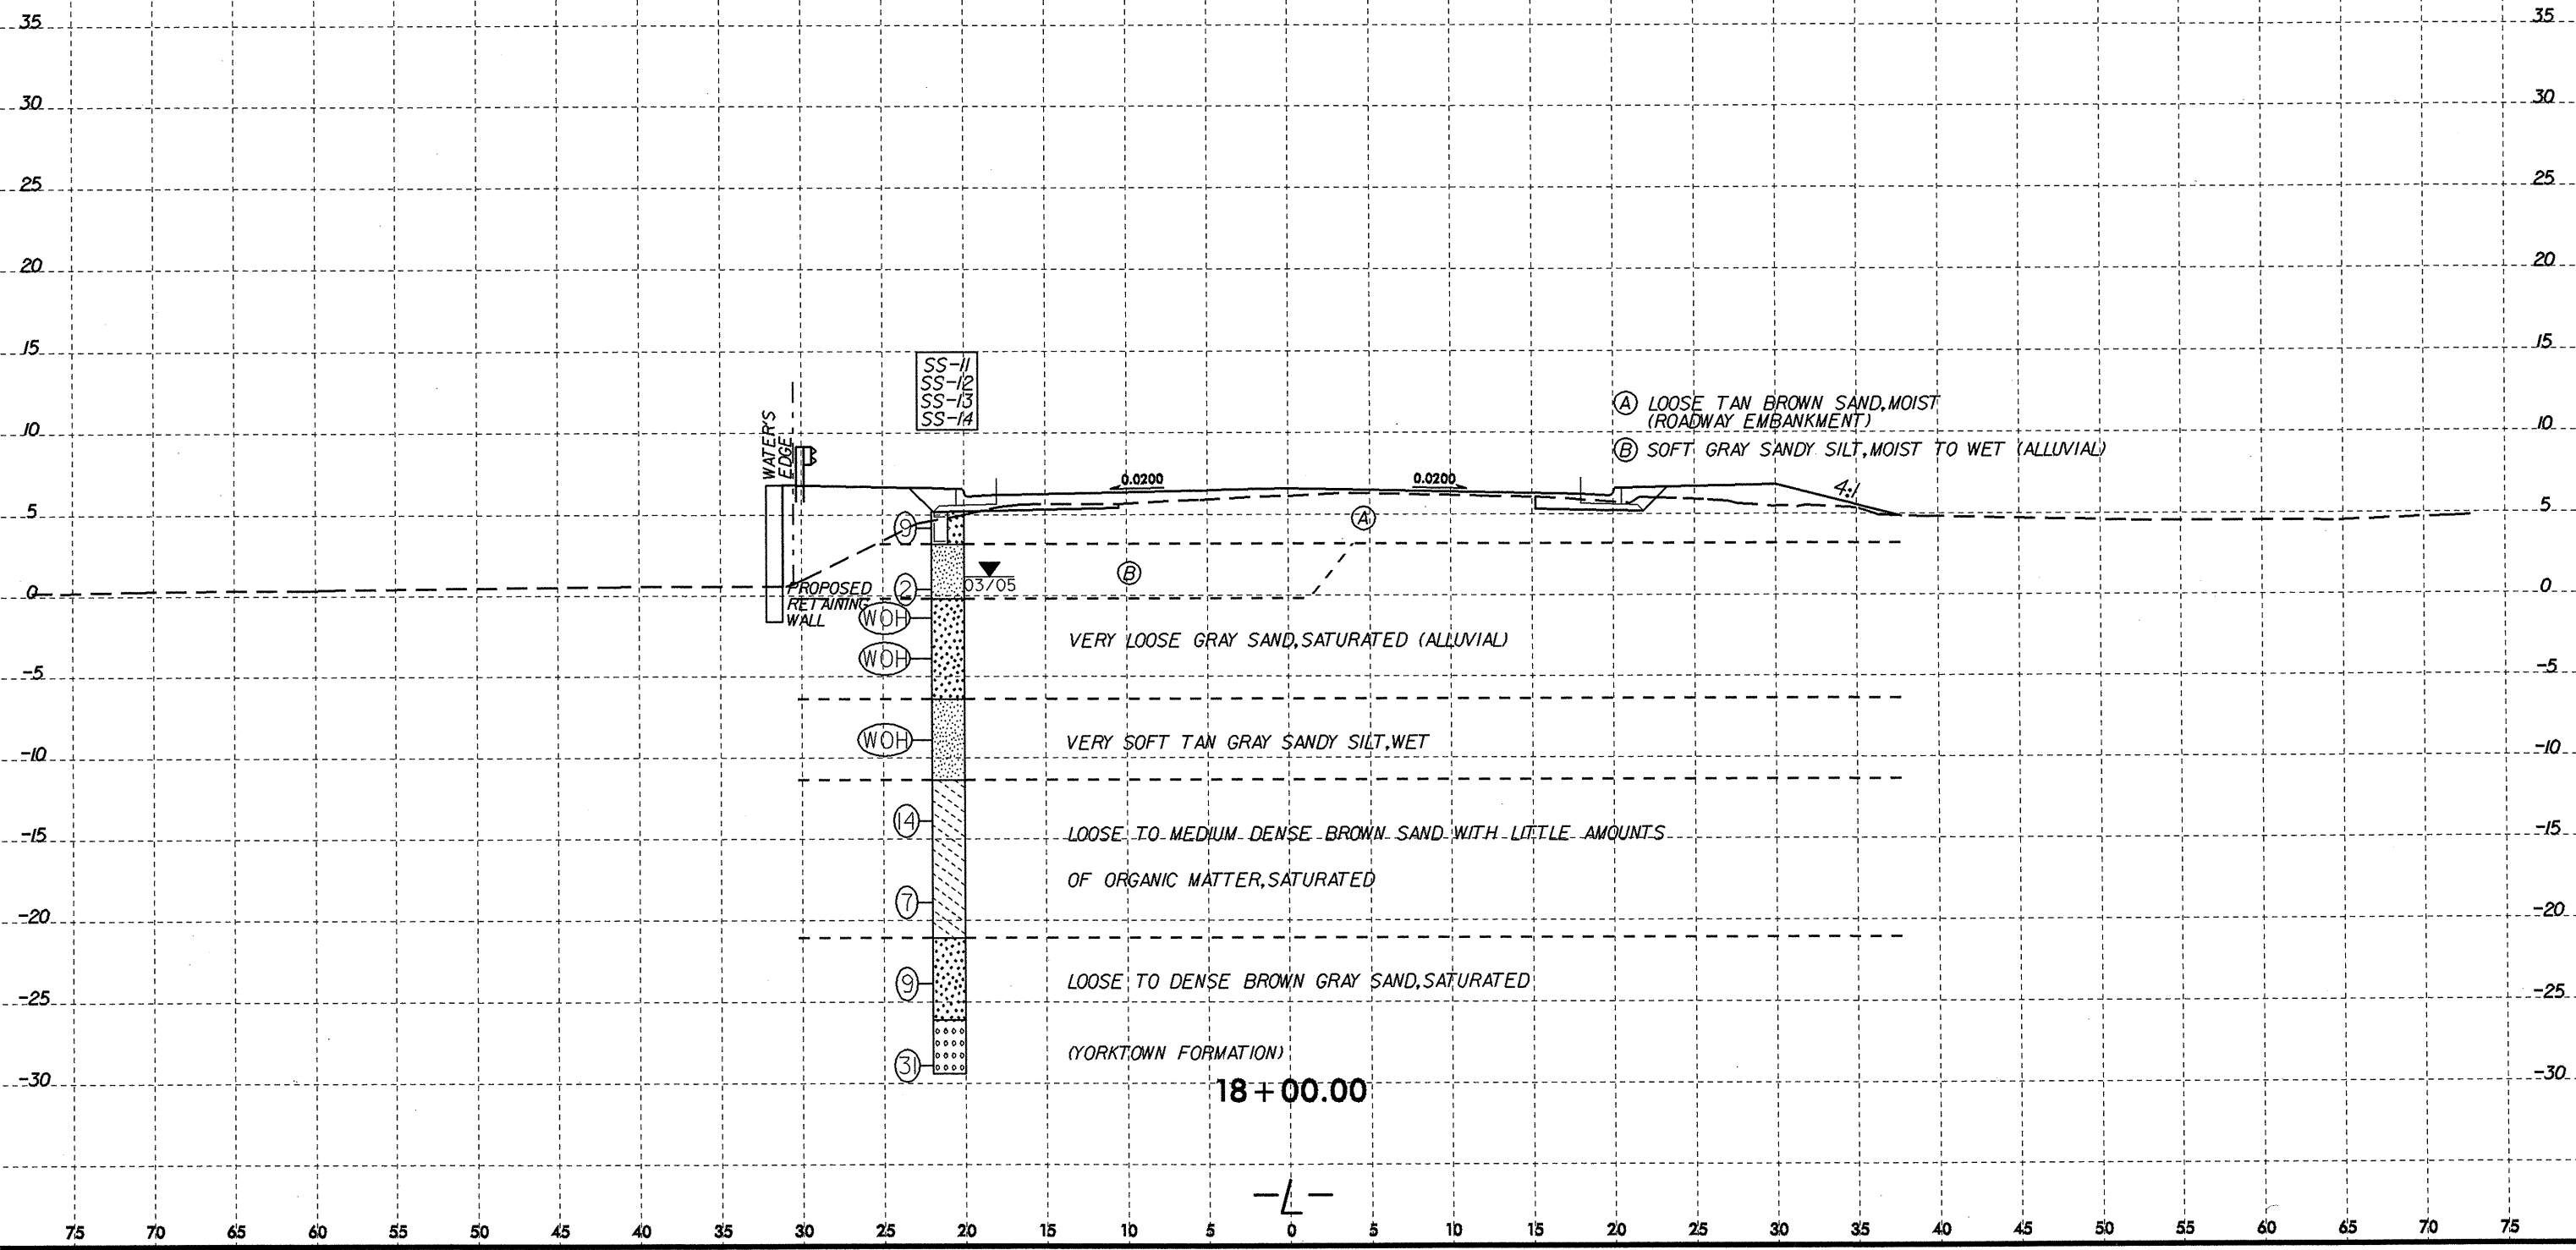 35 35
30 30
25 25
20 20
15 15
SS-11
SS-12
SS-13
SS-14
WATER'S
EDGE
10 10
Ⓐ LOOSE TAN BROWN SAND,MOIST
(ROADWAY EMBANKMENT)
Ⓑ SOFT GRAY SANDY SILT,MOIST TO WET (ALLUVIAL)
0.0200 0.0200
4:1
5 5
9
A
B
03/05
2
0 0
PROPOSED
RETAINING
WALL
WOH
VERY LOOSE GRAY SAND,SATURATED (ALLUVIAL)
WOH
-5 -5
WOH
VERY SOFT TAN GRAY SANDY SILT,WET
-10 -10
14
LOOSE TO MEDIUM DENSE BROWN SAND WITH LITTLE AMOUNTS
-15 -15
OF ORGANIC MATTER,SATURATED
7
-20 -20
9
LOOSE TO DENSE BROWN GRAY SAND,SATURATED
-25 -25
(YORKTOWN FORMATION)
31
-30 -30
18+00.00
-L-
75 70 65 60 55 50 45 40 35 30 25 20 15 10 5 0 5 10 15 20 25 30 35 40 45 50 55 60 65 70 75